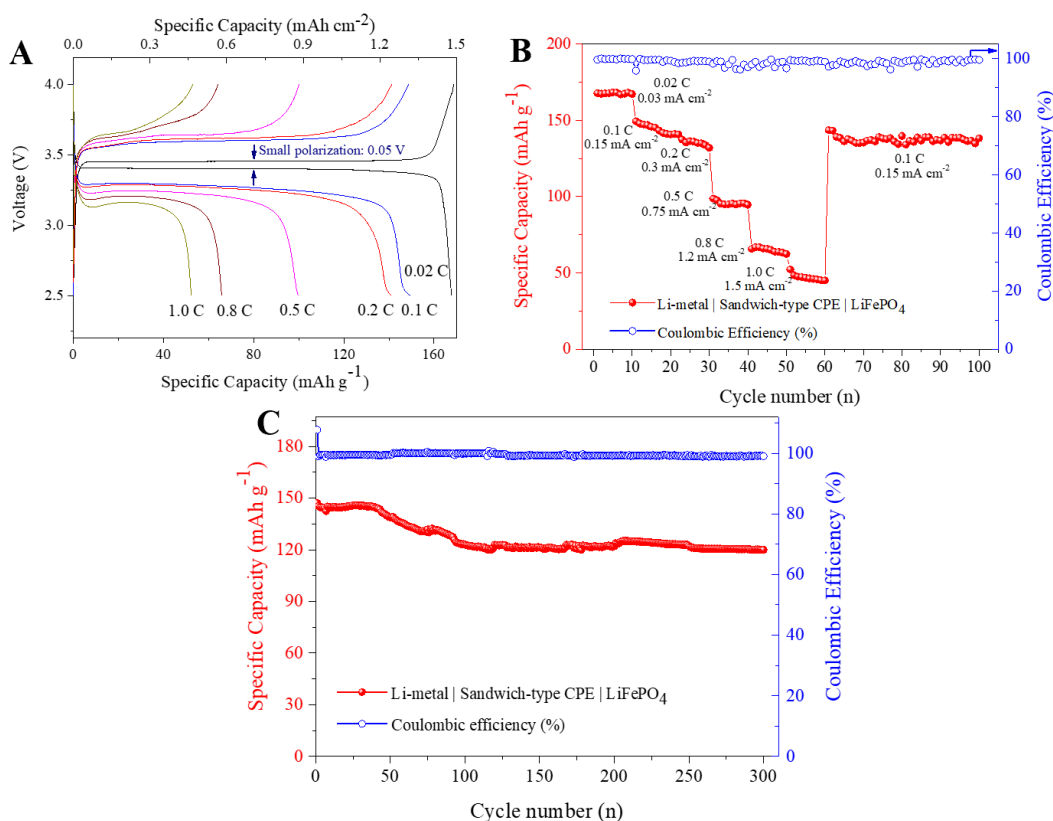 A
Specific Capacity (mAh cm-2)
0.0 0.3 0.6 0.9 1.2 1.5
Voltage (V)
4.0
3.5
3.0
2.5
Small polarization: 0.05 V
0.02 C
1.0 C 0.8 C 0.5 C 0.2 C 0.1 C
0 40 80 120 160
Specific Capacity (mAh g-1)
B
Specific Capacity (mAh g-1)
200
150
100
50
0
0.02 C
0.03 mA cm-2
0.1 C
0.15 mA cm-2
0.2 C
0.3 mA cm-2
0.5 C
0.75 mA cm-2
0.8 C
1.2 mA cm-2
1.0 C
1.5 mA cm-2
0.1 C
0.15 mA cm-2
Li-metal | Sandwich-type CPE | LiFePO4
Coulombic Efficiency (%)
0 10 20 30 40 50 60 70 80 90 100
Cycle number (n)
100
80
60
40
20
0
Coulombic Efficiency (%)
C
Specific Capacity (mAh g-1)
180
150
120
90
60
30
0
Li-metal | Sandwich-type CPE | LiFePO4
Coulombic efficiency (%)
0 50 100 150 200 250 300
Cycle number (n)
100
80
60
40
20
0
Coulombic Efficiency (%)